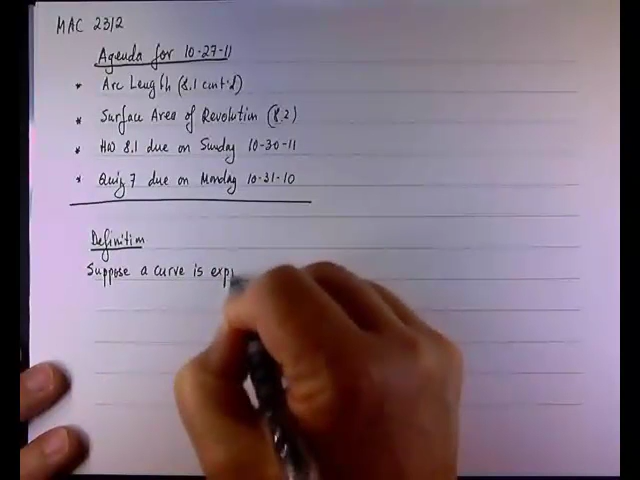 MAC 2312
Agenda for 10-27-11
* Arc Length (8.1 cont'd)
* Surface Area of Revolution (8.2)
* HW 8.1 due on Sunday 10-30-11
* Quiz 7 due on Monday 10-31-10
Definition
Suppose a curve is exp